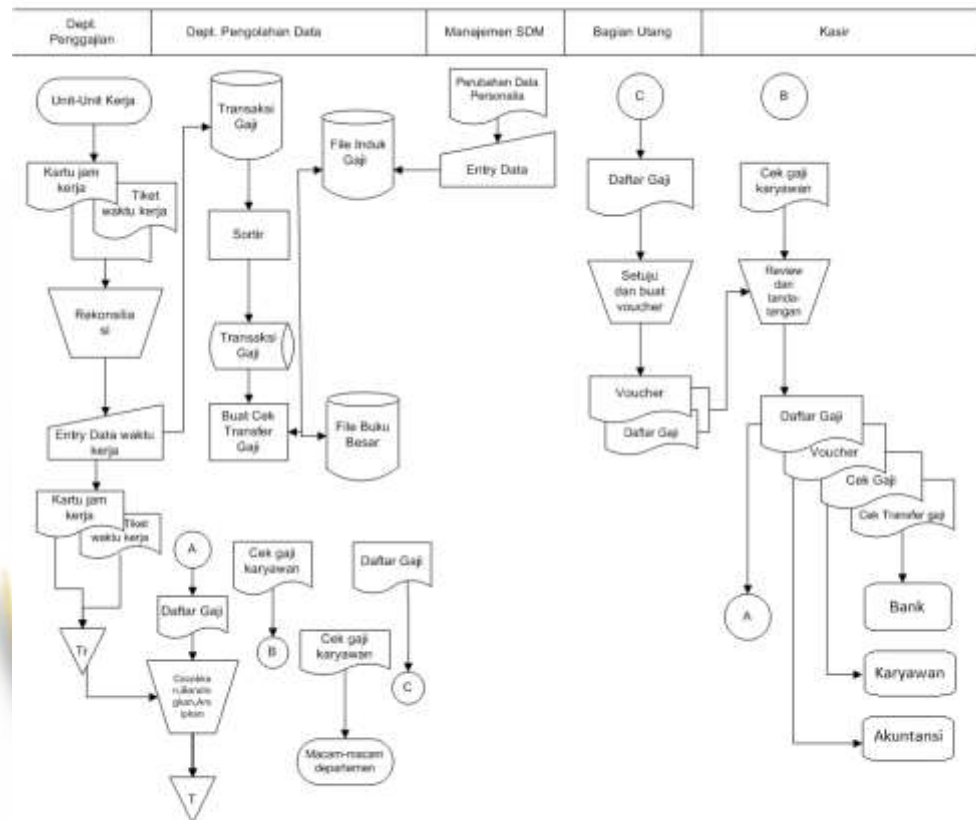 Dept.
Penggajian
Dept. Pengolahan Data
Manajemen SDM
Bagian Utang
Kasir
Unit-Unit Kerja
Kartu jam
kerja
Tiket
waktu kerja
Rekonsilia
si
Entry Data waktu
kerja
Kartu jam
kerja
Tiket
waktu kerja
Tr
Transaksi
Gaji
Sortir
Transaksi
Gaji
Buat Cek
Transfer
Gaji
File Induk
Gaji
File Buku
Besar
A
Daftar Gaji
T
Cek gaji
karyawan
B
Cek gaji
karyawan
Macam-macam
departemen
Daftar Gaji
C
Perubahan Data
Personalia
Entry Data
C
Daftar Gaji
Setuju
dan buat
voucher
Voucher
Daftar Gaji
B
Cek gaji
karyawan
Review
dan
tanda-
tangan
Daftar Gaji
Voucher
Cek Gaji
Cek Transfer gaji
A
Bank
Karyawan
Akuntansi